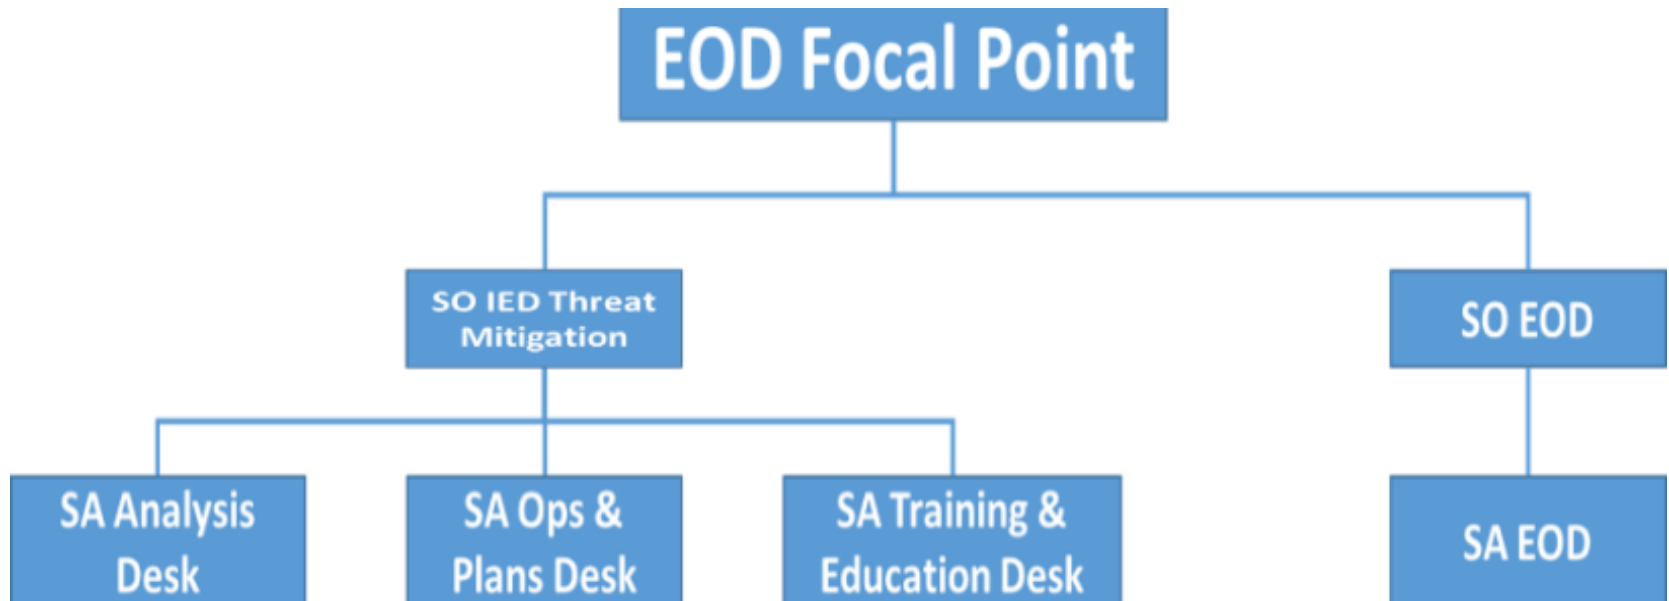 EOD Focal Point
SO IED Threat
Mitigation
SO EOD
SA Analysis
Desk
SA Ops &
Plans Desk
SA Training &
Education Desk
SA EOD